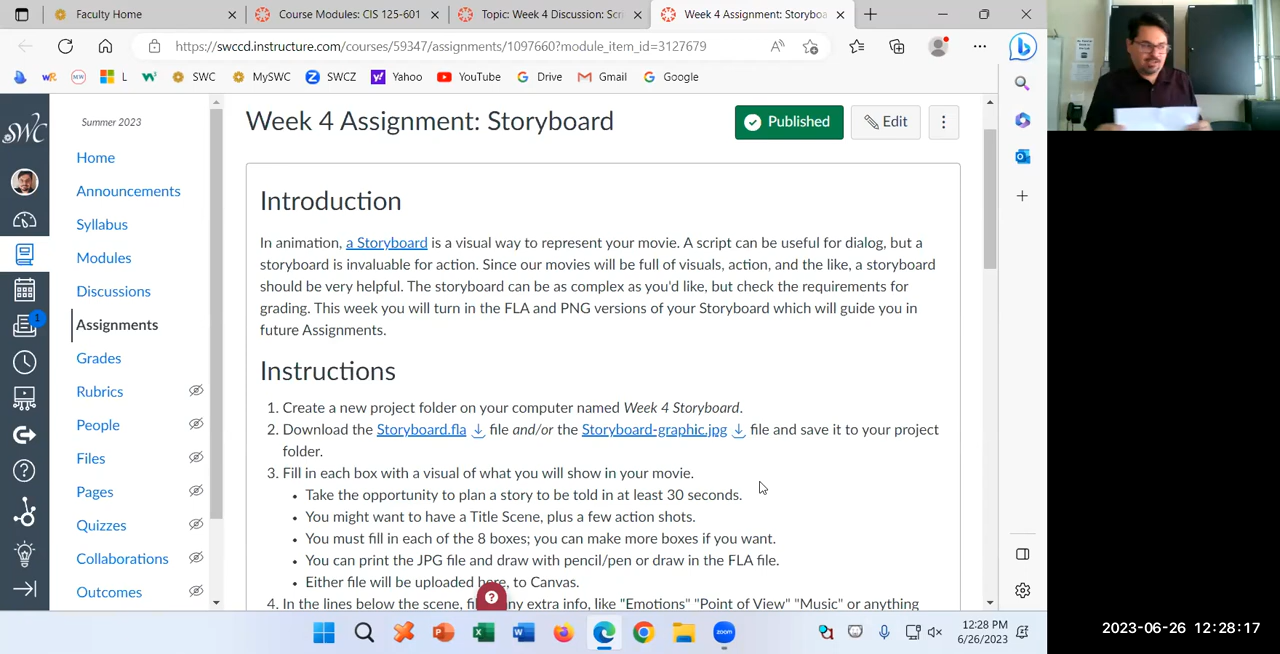 Faculty Home
Course Modules: CIS 125-601
Topic: Week 4 Discussion: Scri
Week 4 Assignment: Storyboa
https://swccd.instructure.com/courses/59347/assignments/1097660?module_item_id=3127679
L
SWC
MySWC
SWCZ
Yahoo
YouTube
Drive
Gmail
Google
SWC
Summer 2023
Home
Announcements
Syllabus
Modules
Discussions
1
Assignments
Grades
Rubrics
People
Files
Pages
Quizzes
Collaborations
Outcomes
Week 4 Assignment: Storyboard
Published
Edit
Introduction
In animation, a Storyboard is a visual way to represent your movie. A script can be useful for dialog, but a
storyboard is invaluable for action. Since our movies will be full of visuals, action, and the like, a storyboard
should be very helpful. The storyboard can be as complex as you'd like, but check the requirements for
grading. This week you will turn in the FLA and PNG versions of your Storyboard which will guide you in
future Assignments.
Instructions
1. Create a new project folder on your computer named Week 4 Storyboard.
2. Download the Storyboard.fla file and/or the Storyboard-graphic.jpg file and save it to your project
folder.
3. Fill in each box with a visual of what you will show in your movie.
• Take the opportunity to plan a story to be told in at least 30 seconds.
• You might want to have a Title Scene, plus a few action shots.
• You must fill in each of the 8 boxes; you can make more boxes if you want.
• You can print the JPG file and draw with pencil/pen or draw in the FLA file.
• Either file will be uploaded here, to Canvas.
4. In the lines below the scene, fi ny extra info, like "Emotions" "Point of View" "Music" or anything
zoom
12:28 PM
6/26/2023
2023-06-26 12:28:17